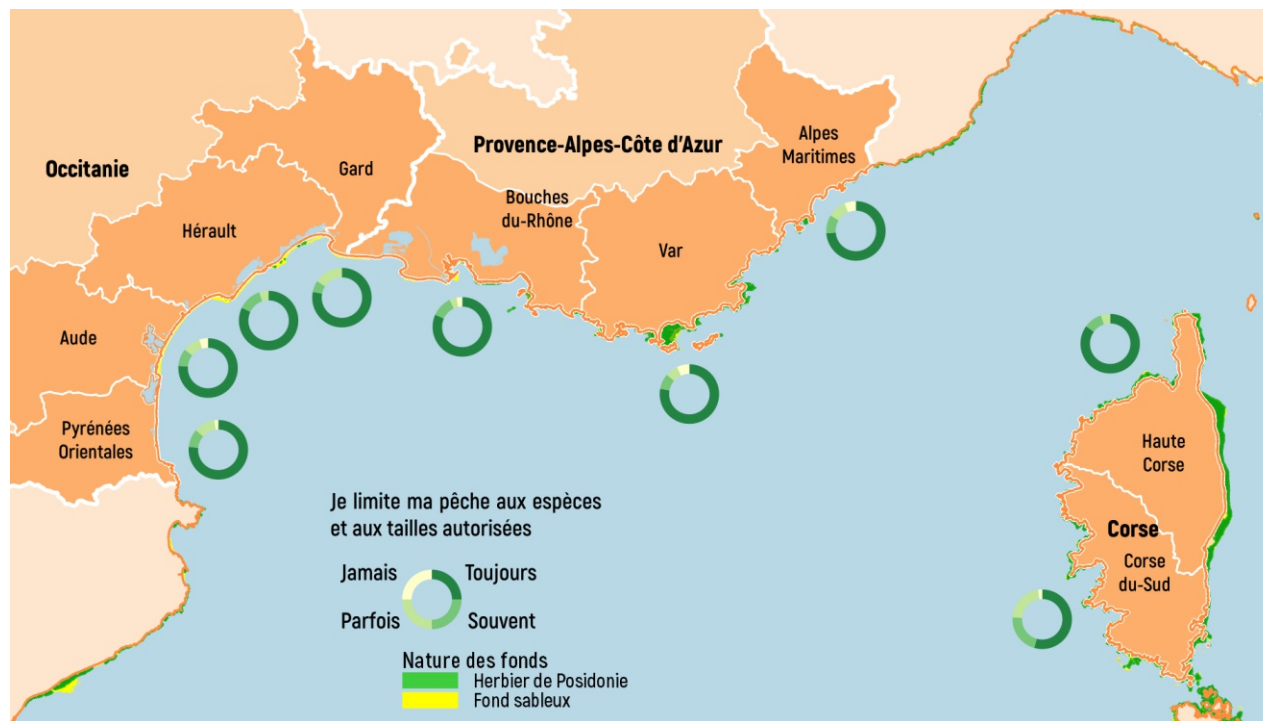 Occitanie
Provence-Alpes-Côte d'Azur
Alpes
Maritimes
Gard
Bouches
du-Rhône
Hérault
Var
Aude
Pyrénées
Orientales
Haute
Corse
Corse
Corse
du-Sud
Je limite ma pêche aux espèces
et aux tailles autorisées
Jamais
Toujours
Parfois
Souvent
Nature des fonds
Herbier de Posidonie
Fond sableux